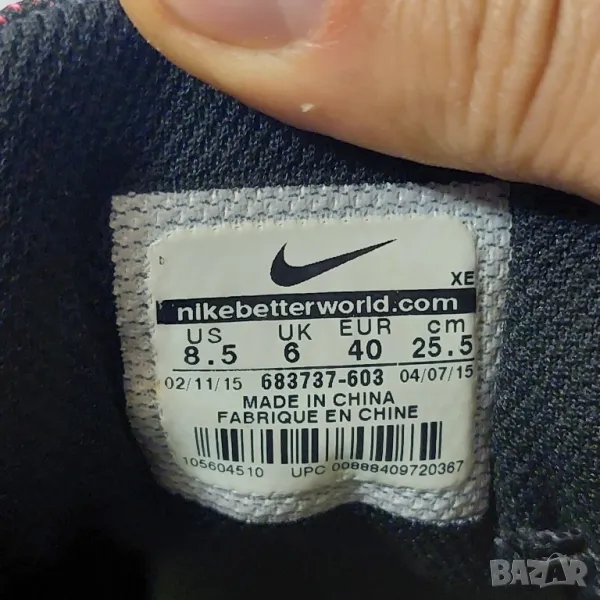 XE
nikebetterworld.com
US UK EUR cm
8.5 6 40 25.5
02/11/15 683737-603 04/07/15
MADE IN CHINA
FABRIQUE EN CHINE
105604510 UPC 00888409720367
BAZAR